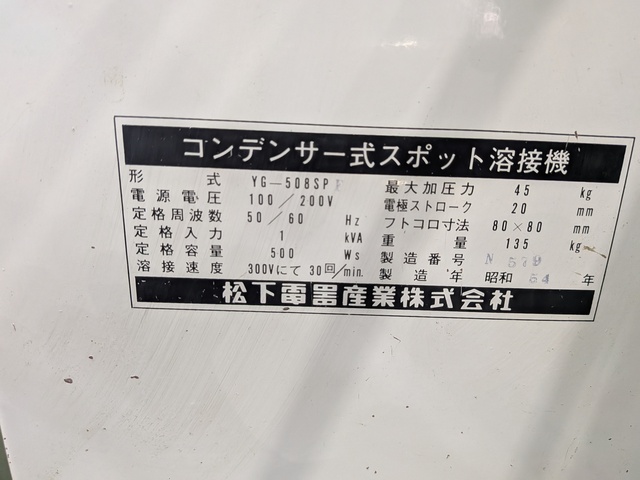 コンデンサー式スポット溶接機
形式 YG-508SP
電源電圧 100/200V
定格周波数 50/60 Hz
定格入力 1 kVA
定格容量 500 Ws
溶接速度 300Vにて 30回/min.
最大加圧力 45 kg
電極ストローク 20 mm
フトコロ寸法 80×80 mm
重量 135 kg
製造番号 N 579
製造年 昭和 54 年
松下電器産業株式会社